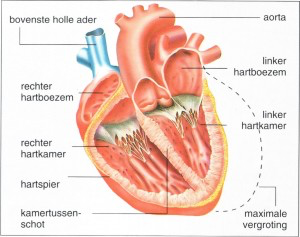 bovenste holle ader
aorta
linker
hartboezem
rechter
hartboezem
linker
hartkamer
rechter
hartkamer
hartspier
kamertussen-
schot
maximale
vergroting